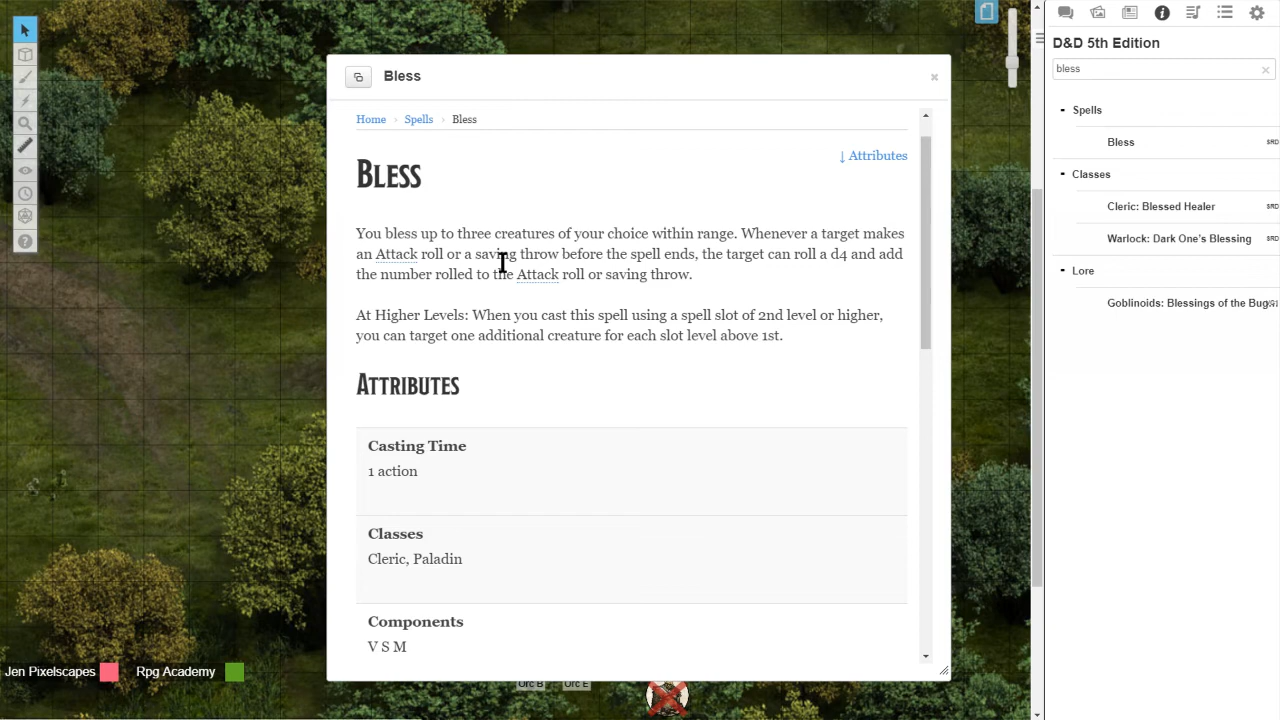 Bless
Home › Spells › Bless
↓ Attributes
BLESS
You bless up to three creatures of your choice within range. Whenever a target makes
an Attack roll or a saving throw before the spell ends, the target can roll a d4 and add
the number rolled to the Attack roll or saving throw.
At Higher Levels: When you cast this spell using a spell slot of 2nd level or higher,
you can target one additional creature for each slot level above 1st.
ATTRIBUTES
Casting Time
1 action
Classes
Cleric, Paladin
Components
V S M
Jen Pixelscapes
Rpg Academy
Orc B
Orc E
D&D 5th Edition
bless
Spells
Bless SRD
Classes
Cleric: Blessed Healer SRD
Warlock: Dark One's Blessing SRD
Lore
Goblinoids: Blessings of the Bug